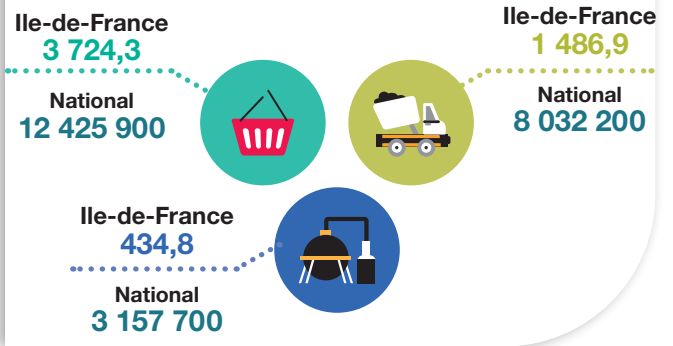 Ile-de-France
3 724,3
National
12 425 900
Ile-de-France
1 486,9
National
8 032 200
Ile-de-France
434,8
National
3 157 700